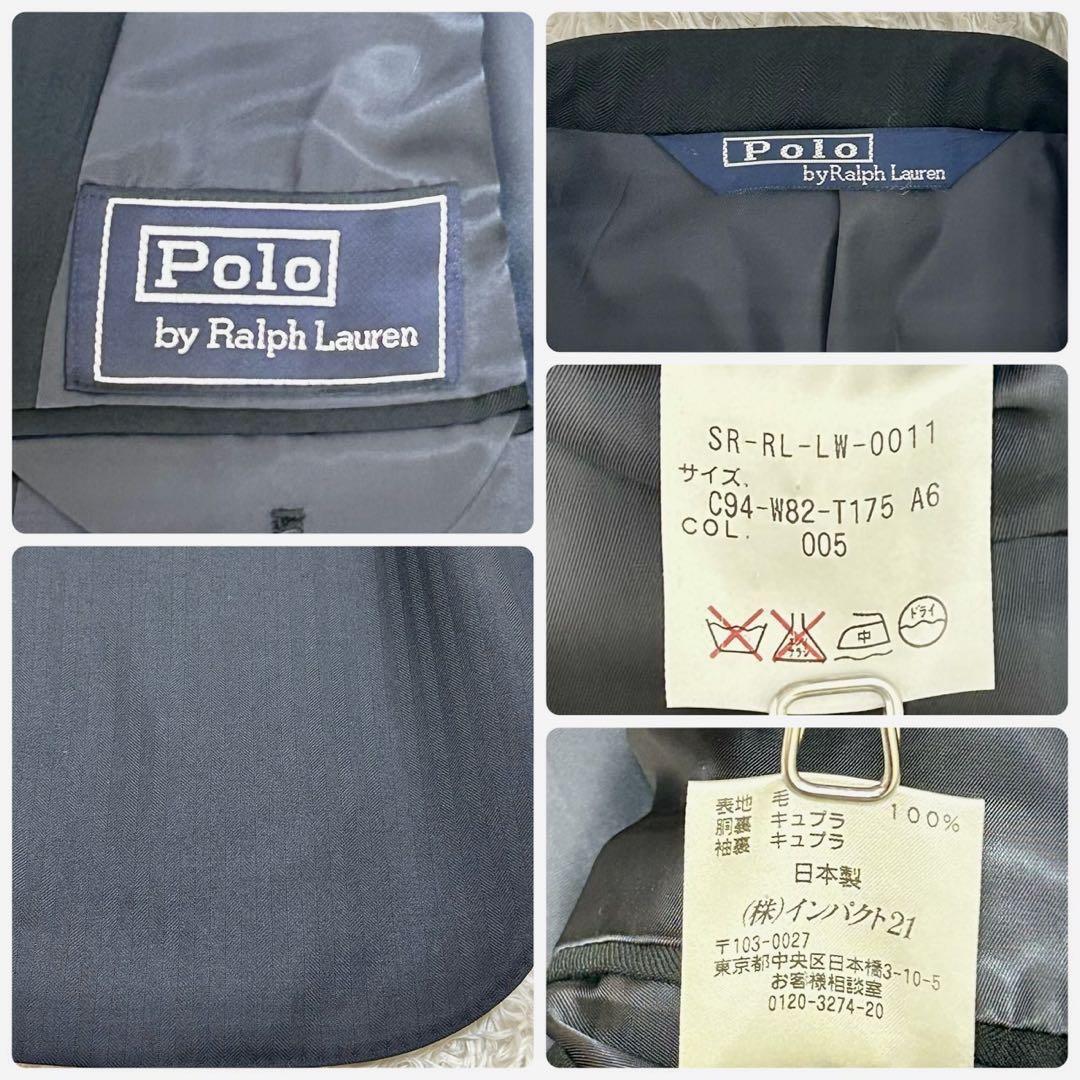 Polo
by Ralph Lauren
Polo
by Ralph Lauren
SR-RL-LW-0011
サイズ.
C94-W82-T175 A6
COL. 005
中
ドライ
表地 毛 100%
胴裏 キュプラ
袖裏 キュプラ
日本製
(株)インパクト21
〒103-0027
東京都中央区日本橋3-10-5
お客様相談室
0120-3274-20